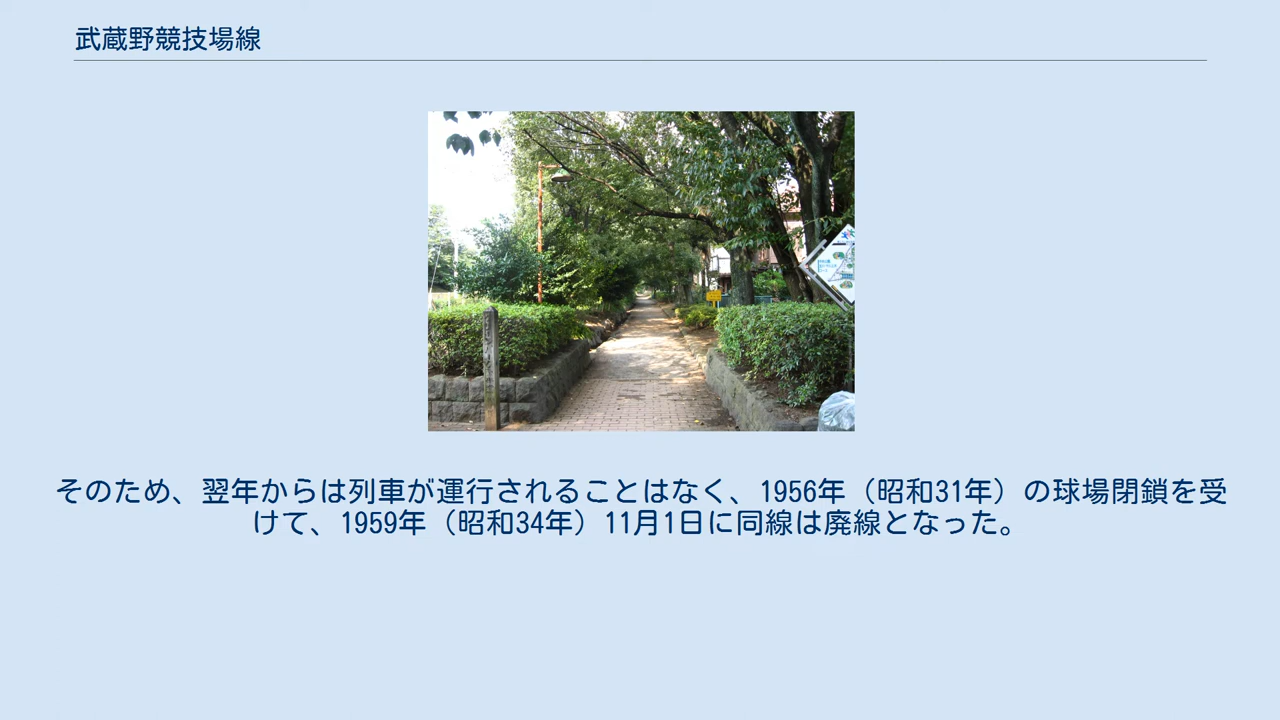 武蔵野競技場線
そのため、翌年からは列車が運行されることはなく、1956年（昭和31年）の球場閉鎖を受
けて、1959年（昭和34年）11月1日に同線は廃線となった。